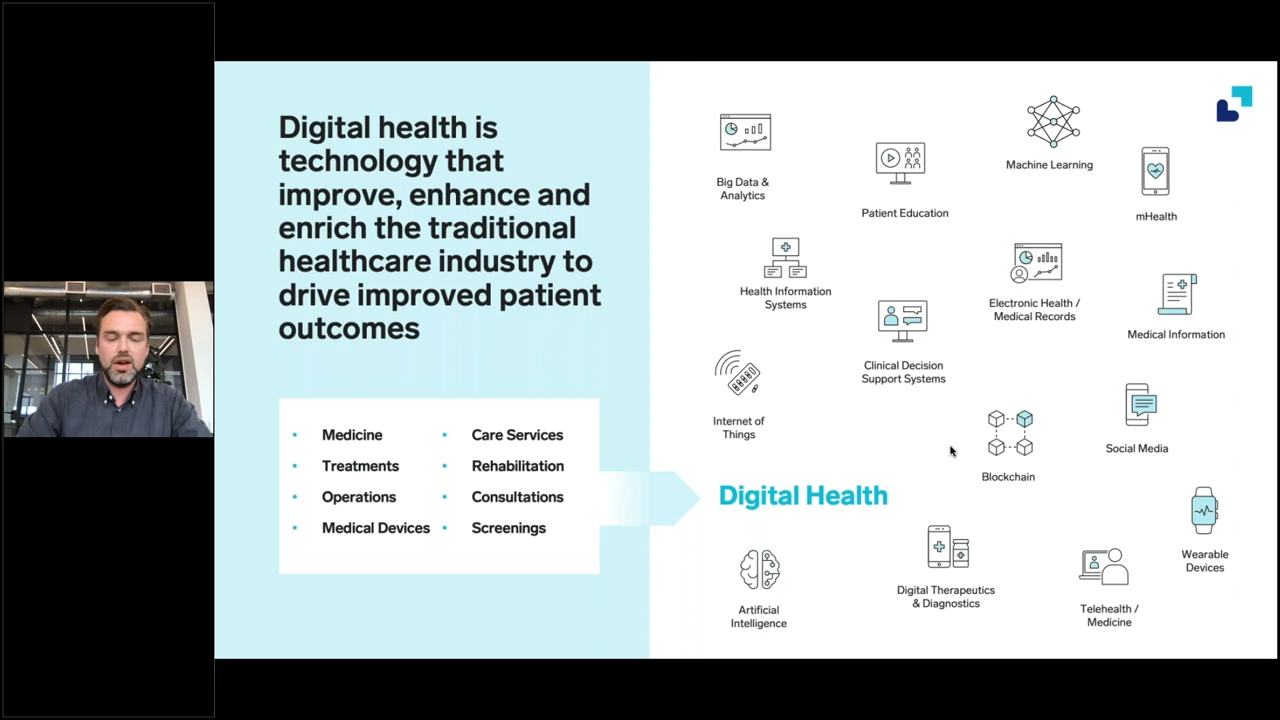 Digital health is
technology that
improve, enhance and
enrich the traditional
healthcare industry to
drive improved patient
outcomes
• Medicine
• Treatments
• Operations
• Medical Devices
• Care Services
• Rehabilitation
• Consultations
• Screenings
Big Data &
Analytics
Patient Education
Machine Learning
mHealth
Health Information
Systems
Clinical Decision
Support Systems
Electronic Health /
Medical Records
Medical Information
Internet of
Things
Blockchain
Social Media
Digital Health
Artificial
Intelligence
Digital Therapeutics
& Diagnostics
Telehealth /
Medicine
Wearable
Devices